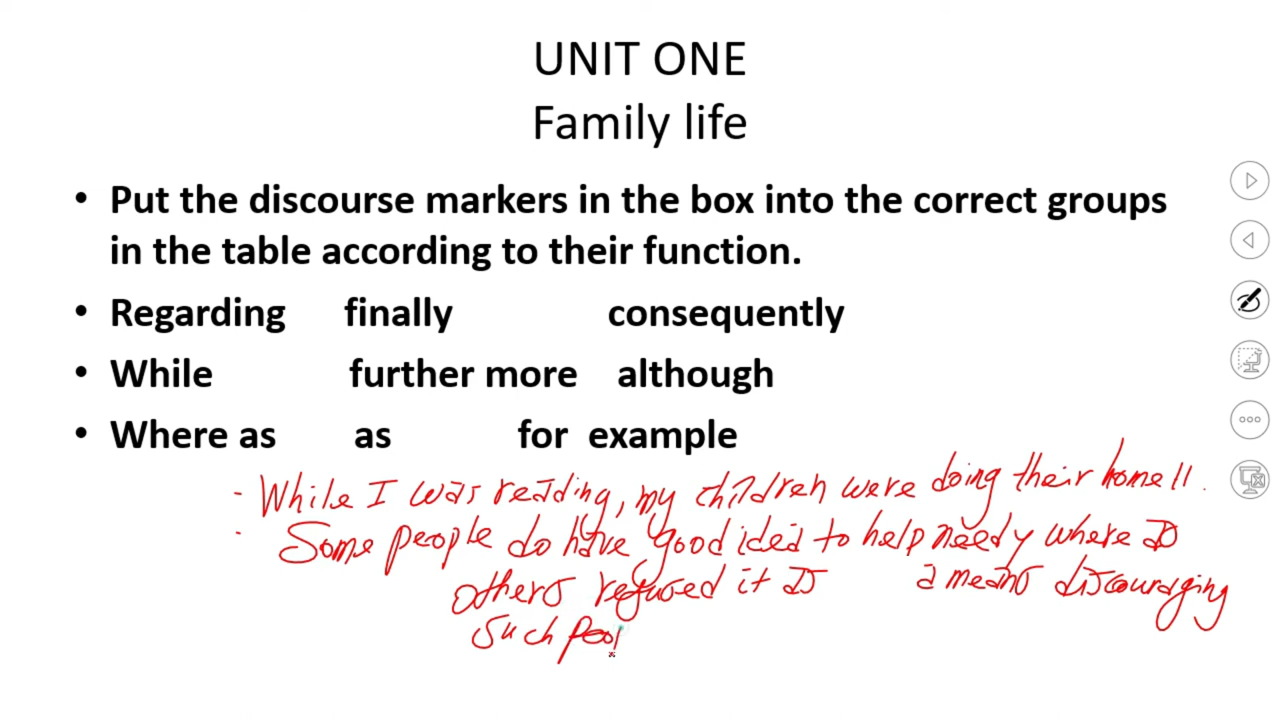 UNIT ONE
Family life
• Put the discourse markers in the box into the correct groups
in the table according to their function.
• Regarding finally consequently
• While further more although
• Where as as for example
- While I was reading, my children were doing their home
- Some people do have good idea to help needy where as
others refused it as a means discouraging
such